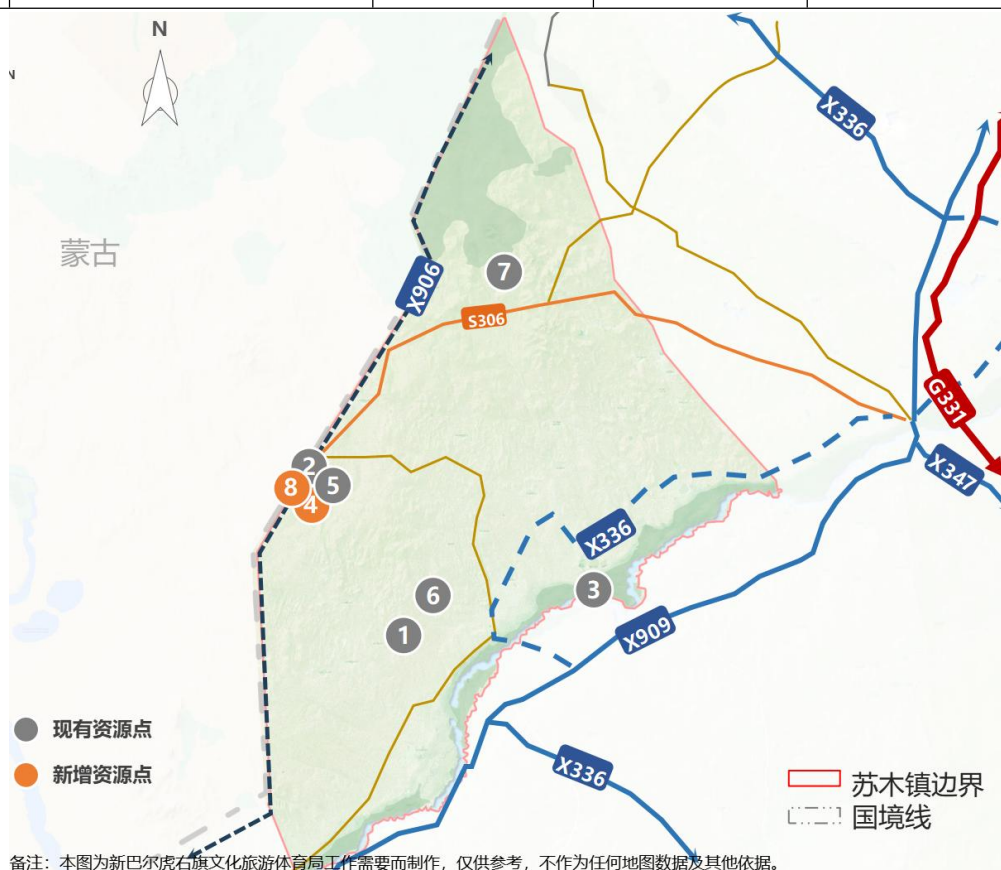 N
N
X336
蒙古
X906
7
S306
G331
2
5
8
4
X347
X336
3
6
1
X909
现有资源点
新增资源点
X336
苏木镇边界
国境线
备注：本图为新巴尔虎右旗文化旅游体育局工作需要而制作，仅供参考，不作为任何地图数据及其他依据。